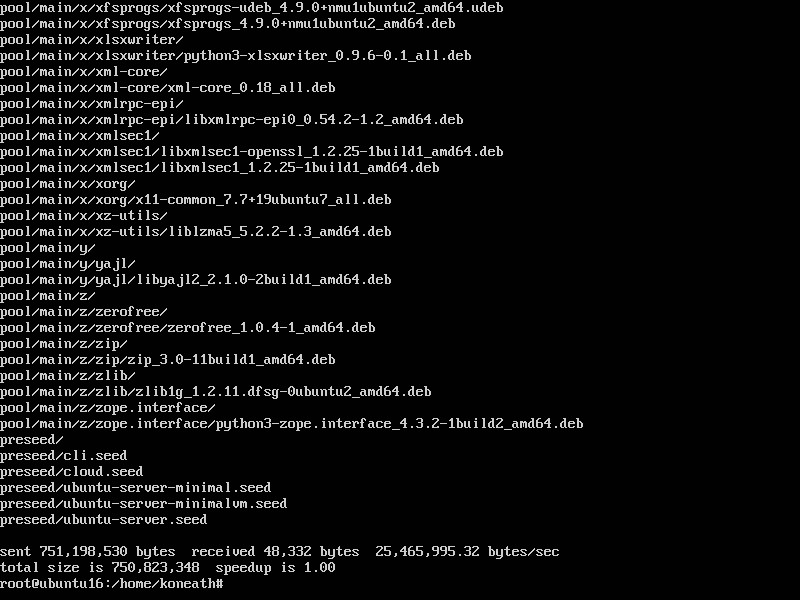 pool/main/x/xfsprogs/xfsprogs-udeb_4.9.0+nmu1ubuntu2_amd64.udeb
pool/main/x/xfsprogs/xfsprogs_4.9.0+nmu1ubuntu2_amd64.deb
pool/main/x/xlsxwriter/
pool/main/x/xlsxwriter/python3-xlsxwriter_0.9.6-0.1_all.deb
pool/main/x/xml-core/
pool/main/x/xml-core/xml-core_0.18_all.deb
pool/main/x/xmlrpc-epi/
pool/main/x/xmlrpc-epi/libxmlrpc-epi0_0.54.2-1.2_amd64.deb
pool/main/x/xmlsec1/
pool/main/x/xmlsec1/libxmlsec1-openssl_1.2.25-1build1_amd64.deb
pool/main/x/xmlsec1/libxmlsec1_1.2.25-1build1_amd64.deb
pool/main/x/xorg/
pool/main/x/xorg/x11-common_7.7+19ubuntu7_all.deb
pool/main/x/xz-utils/
pool/main/x/xz-utils/liblzma5_5.2.2-1.3_amd64.deb
pool/main/y/
pool/main/y/yajl/
pool/main/y/yajl/libyajl2_2.1.0-2build1_amd64.deb
pool/main/z/
pool/main/z/zerofree/
pool/main/z/zerofree/zerofree_1.0.4-1_amd64.deb
pool/main/z/zip/
pool/main/z/zip/zip_3.0-11build1_amd64.deb
pool/main/z/zlib/
pool/main/z/zlib/zlib1g_1.2.11.dfsg-0ubuntu2_amd64.deb
pool/main/z/zope.interface/
pool/main/z/zope.interface/python3-zope.interface_4.3.2-1build2_amd64.deb
preseed/
preseed/cli.seed
preseed/cloud.seed
preseed/ubuntu-server-minimal.seed
preseed/ubuntu-server-minimalvm.seed
preseed/ubuntu-server.seed

sent 751,198,530 bytes  received 48,332 bytes  25,465,995.32 bytes/sec
total size is 750,823,348  speedup is 1.00
root@ubuntu16:/home/koneath#